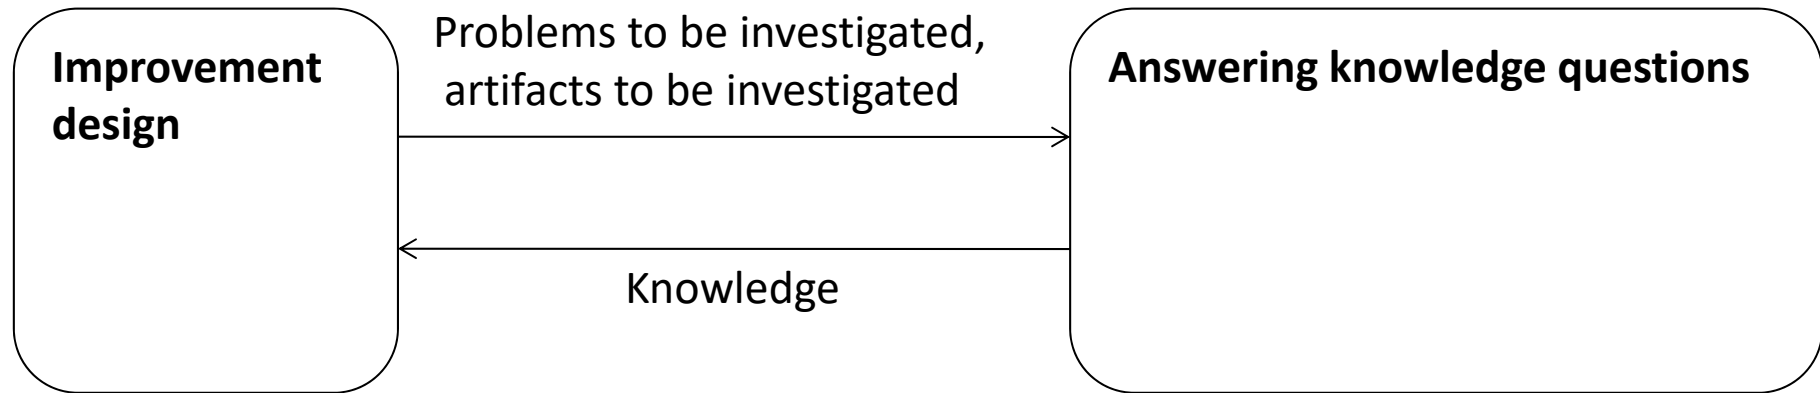 Improvement
design
Problems to be investigated,
artifacts to be investigated
Knowledge
Answering knowledge questions